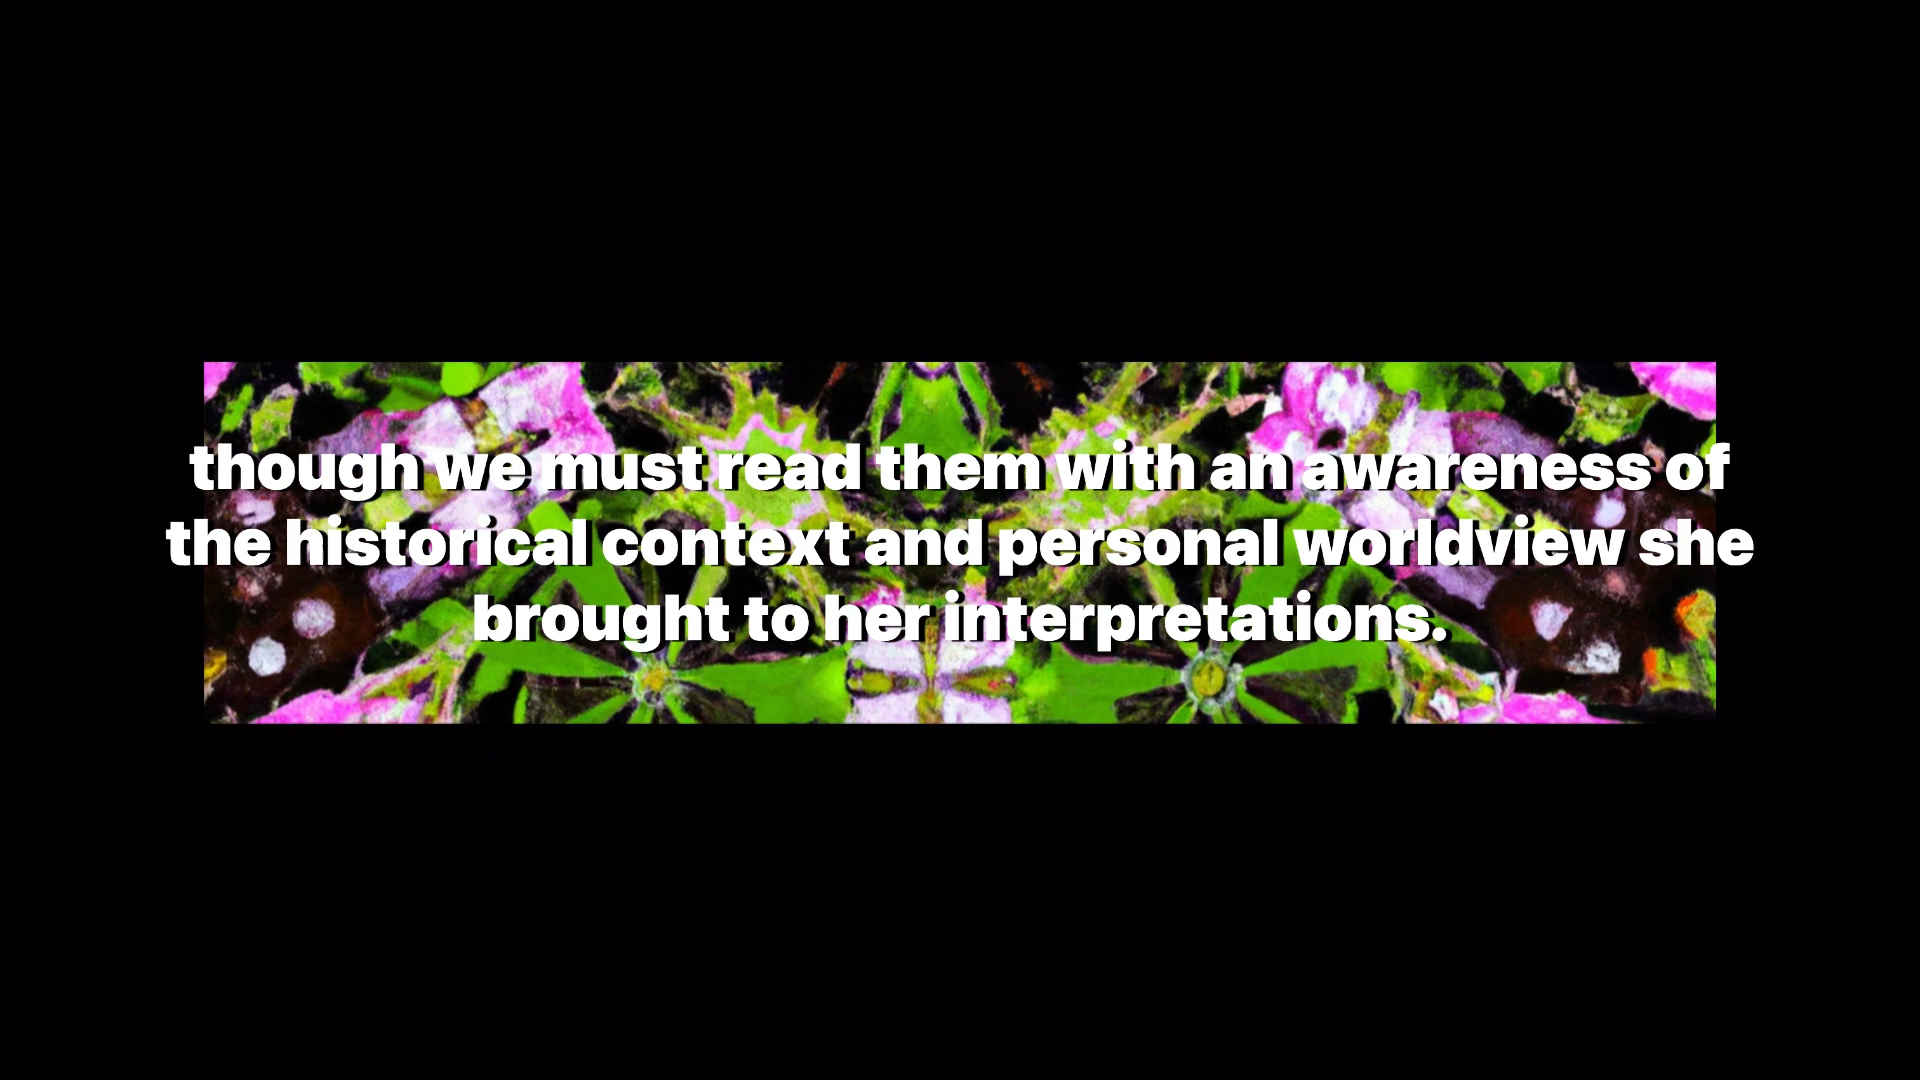 though we must read them with an awareness of
the historical context and personal worldview she
brought to her interpretations.